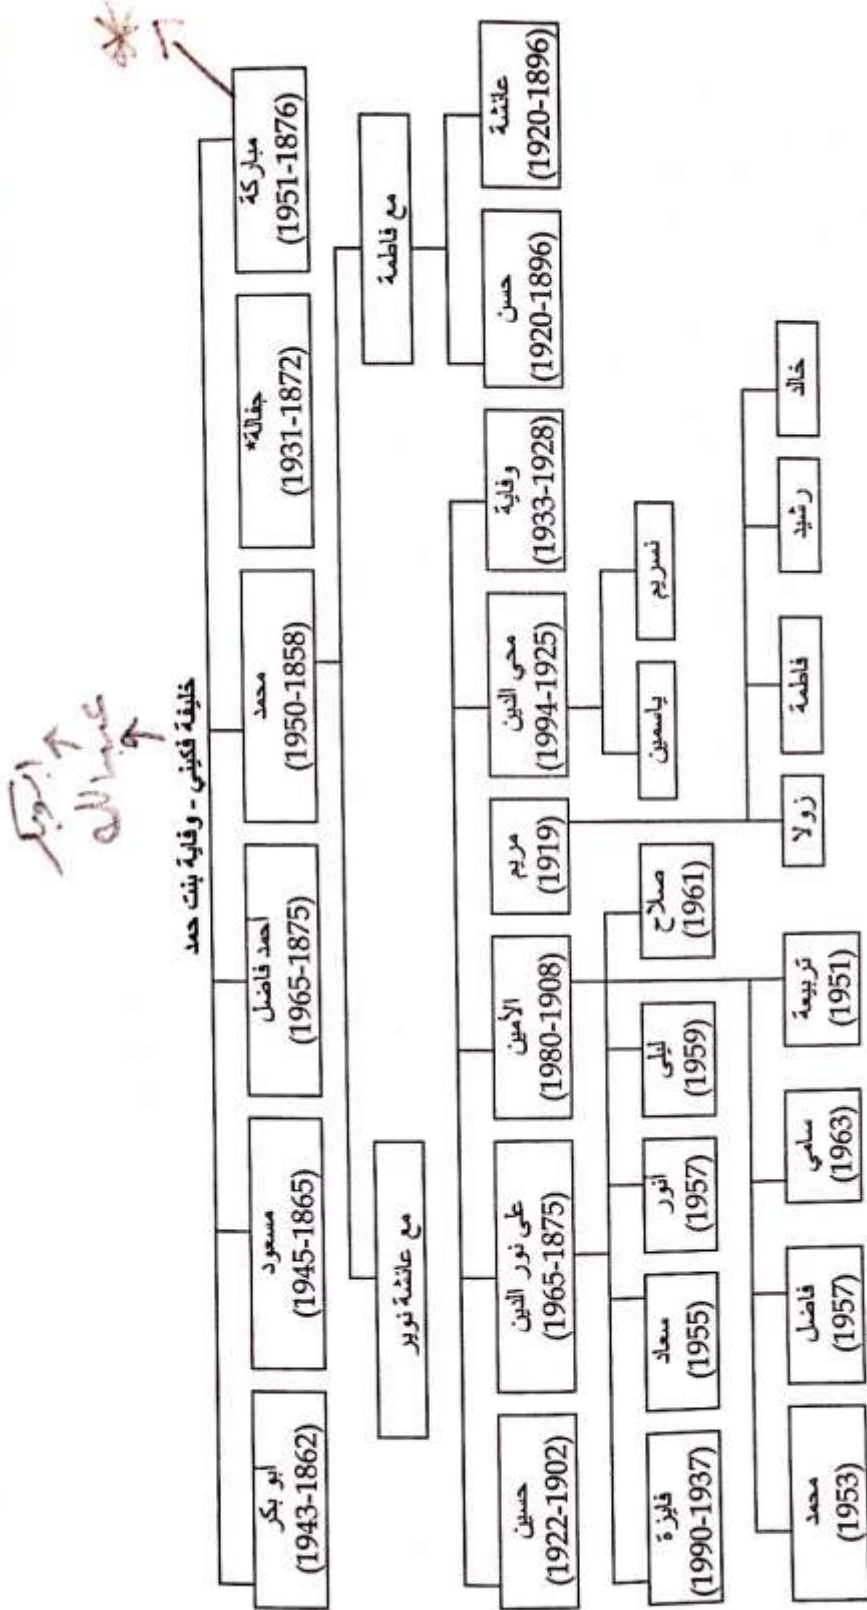 ابوبكر
عبدالله
خليفة فكيني - وفاية بنت حمد
مباركة
(1951-1876)
جفالة*
(1931-1872)
محمد
(1950-1858)
احمد فاضل
(1965-1875)
مسعود
(1945-1865)
ابو بكر
(1943-1862)
مع فاطمة
مع عائشة نوير
عائشة
(1920-1896)
حسن
(1920-1896)
وفاية
(1933-1928)
محي الدين
(1994-1925)
مريم
(1919)
الأمين
(1980-1908)
على نور الدين
(1965-1875)
حسين
(1922-1902)
نسريم
ياسمين
صلاح
(1961)
ليلى
(1959)
انور
(1957)
سعاد
(1955)
فايزة
(1990-1937)
خالد
رشيد
فاطمة
زولا
تربيعة
(1951)
سامي
(1963)
فاضل
(1957)
محمد
(1953)